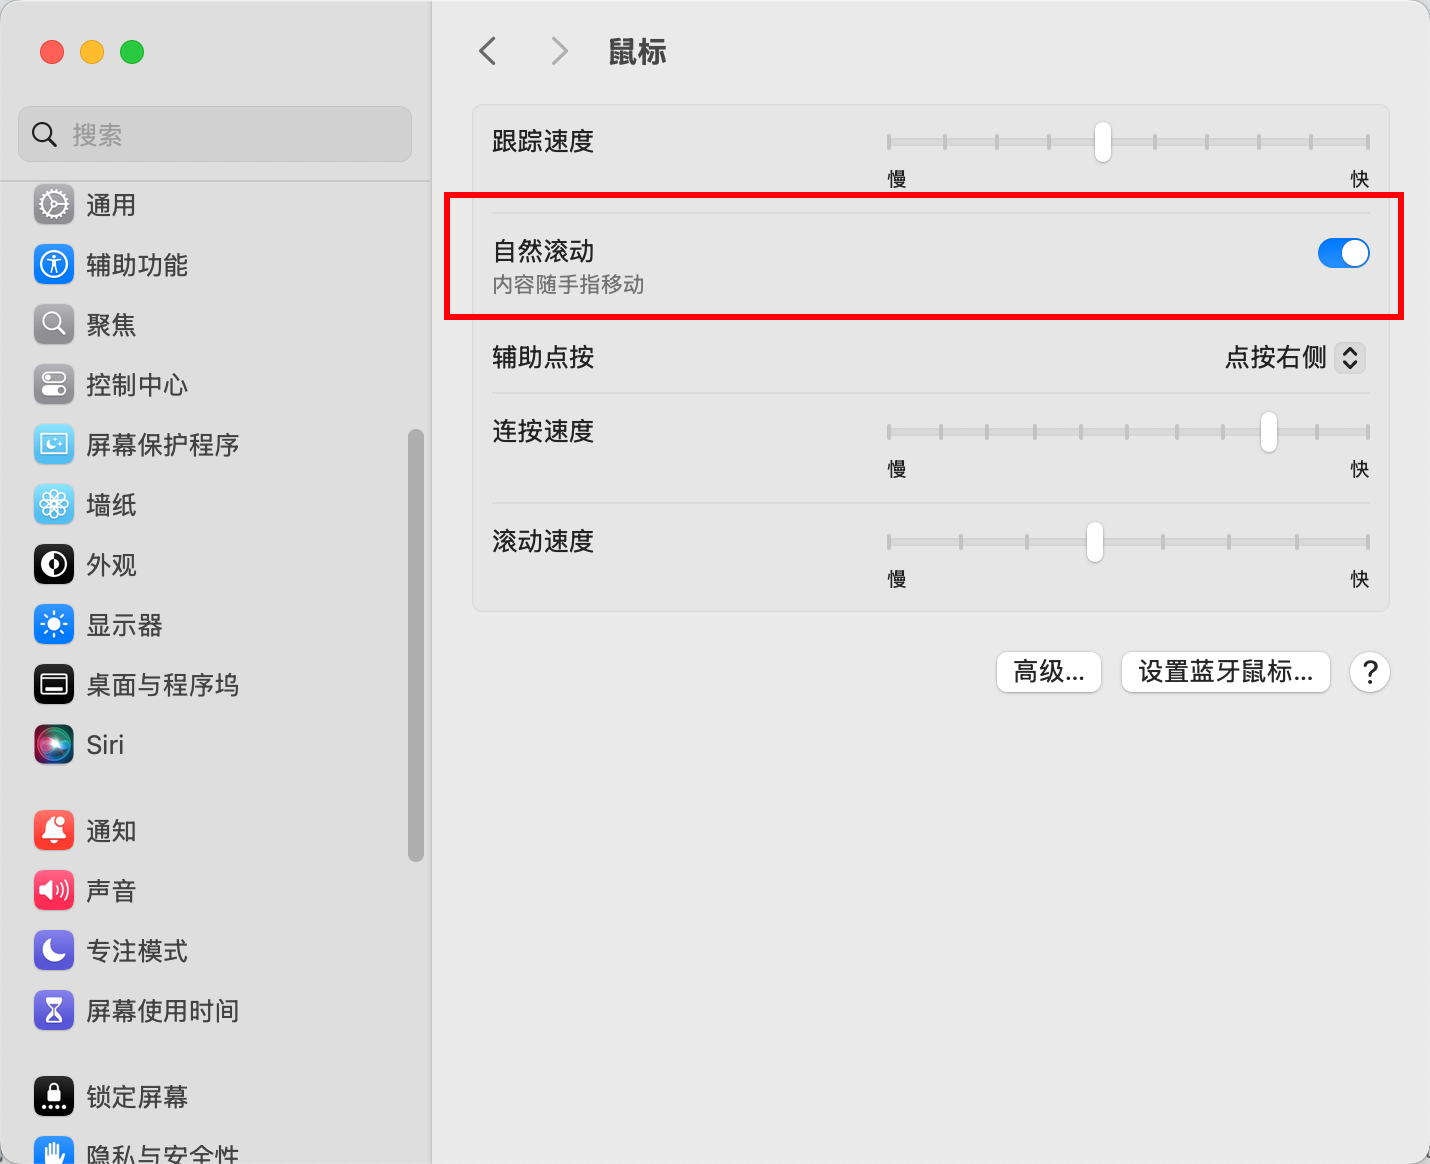 鼠标
搜索
通用
辅助功能
聚焦
控制中心
屏幕保护程序
墙纸
外观
显示器
桌面与程序坞
Siri
通知
声音
专注模式
屏幕使用时间
锁定屏幕
隐私与安全性
跟踪速度
慢 快
自然滚动
内容随手指移动
辅助点按 点按右侧
连按速度
慢 快
滚动速度
慢 快
高级... 设置蓝牙鼠标... ?